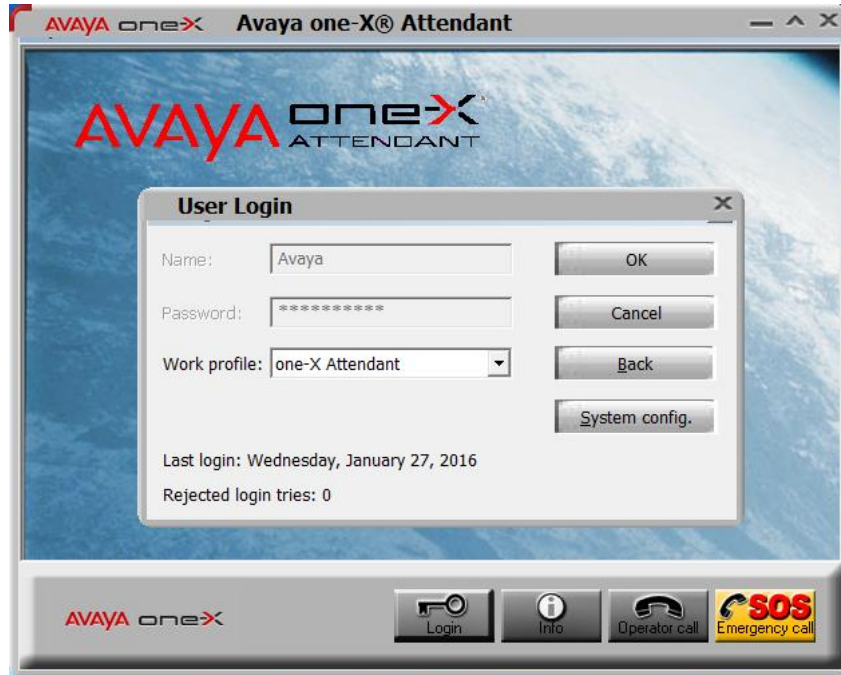 AVAYA one-X Avaya one-X® Attendant
AVAYA one-X
ATTENDANT
User Login
Name: Avaya OK
Password: ********** Cancel
Work profile: one-X Attendant Back
System config.
Last login: Wednesday, January 27, 2016
Rejected login tries: 0
AVAYA one-X
Login
Info
Operator call
SOS
Emergency call